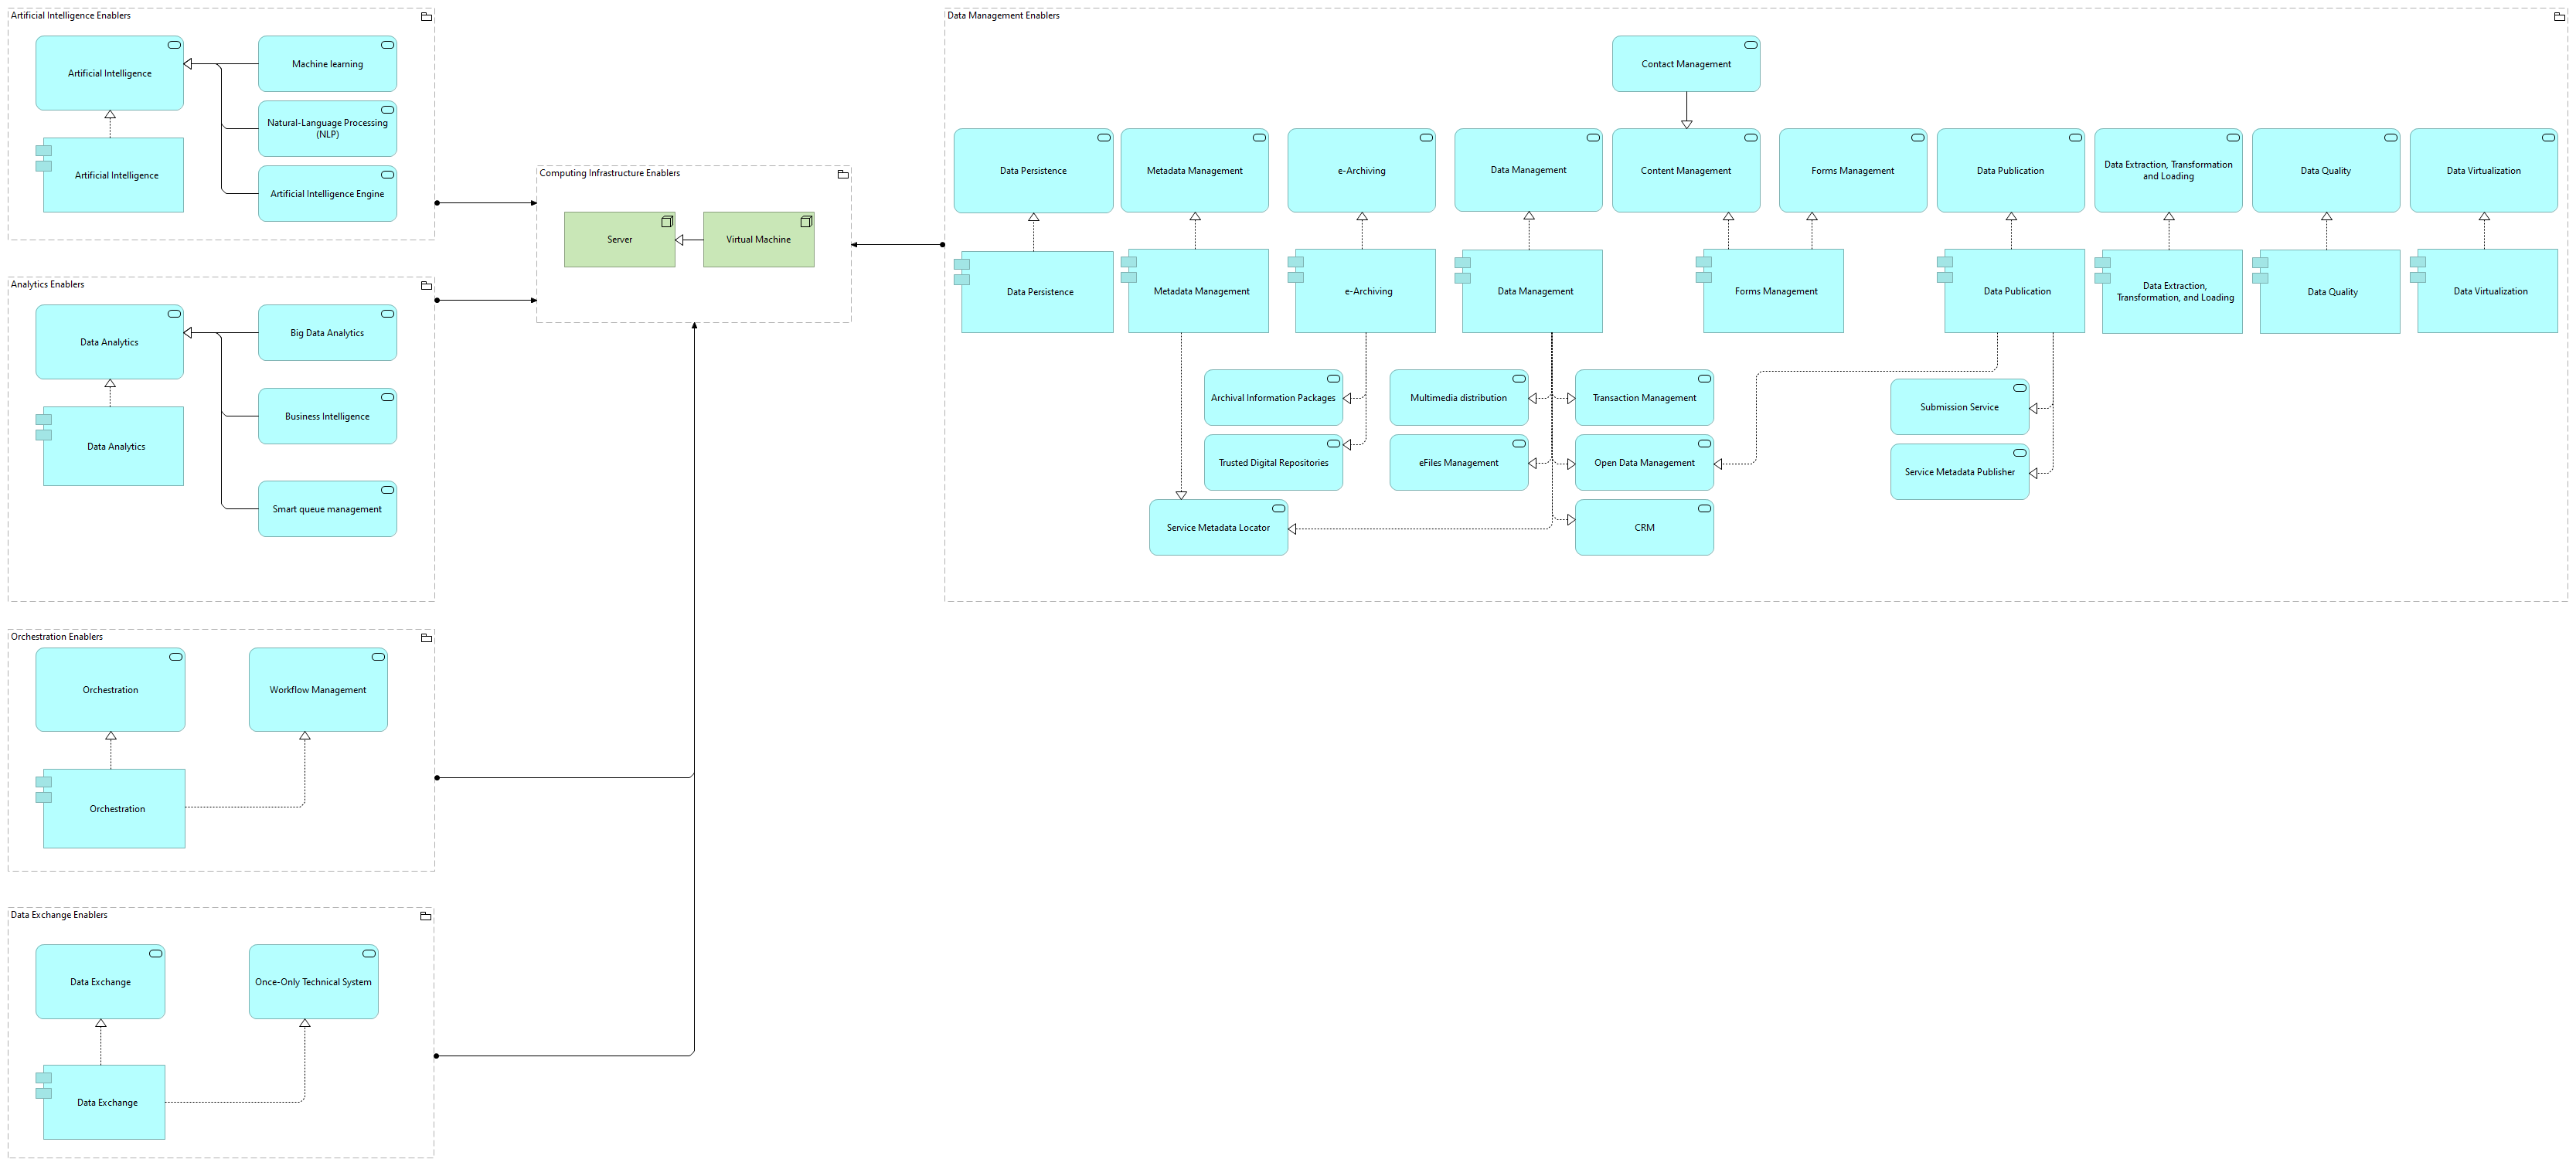 Artificial Intelligence Enablers
Artificial Intelligence
Machine learning
Natural-Language Processing
(NLP)
Artificial Intelligence
Artificial Intelligence Engine
Analytics Enablers
Data Analytics
Big Data Analytics
Business Intelligence
Data Analytics
Smart queue management
Orchestration Enablers
Orchestration
Workflow Management
Orchestration
Data Exchange Enablers
Data Exchange
Once-Only Technical System
Data Exchange
Computing Infrastructure Enablers
Server
Virtual Machine
Data Management Enablers
Contact Management
Data Persistence
Metadata Management
e-Archiving
Data Management
Content Management
Forms Management
Data Publication
Data Extraction, Transformation
and Loading
Data Quality
Data Virtualization
Data Persistence
Metadata Management
e-Archiving
Data Management
Forms Management
Data Publication
Data Extraction,
Transformation, and Loading
Data Quality
Data Virtualization
Archival Information Packages
Multimedia distribution
Transaction Management
Submission Service
Trusted Digital Repositories
eFiles Management
Open Data Management
Service Metadata Publisher
Service Metadata Locator
CRM